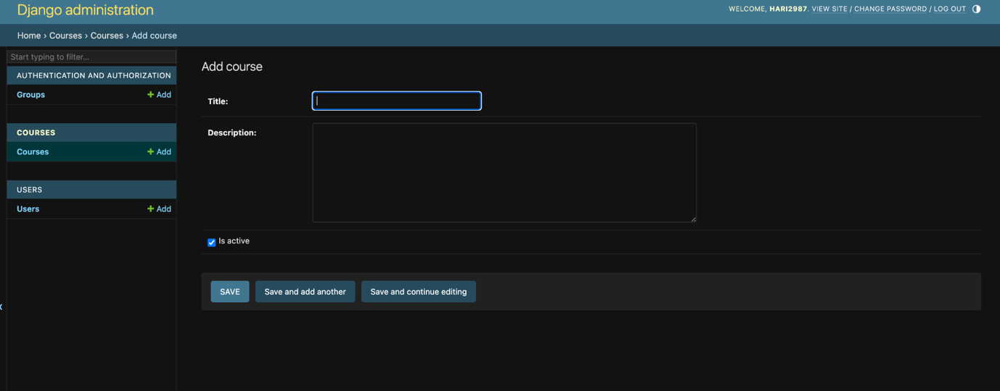 Django administration
WELCOME, HARI2987. VIEW SITE / CHANGE PASSWORD / LOG OUT
Home › Courses › Courses › Add course
Start typing to filter...
AUTHENTICATION AND AUTHORIZATION
Groups + Add
COURSES
Courses + Add
USERS
Users + Add
Add course
Title:
Description:
Is active
SAVE Save and add another Save and continue editing